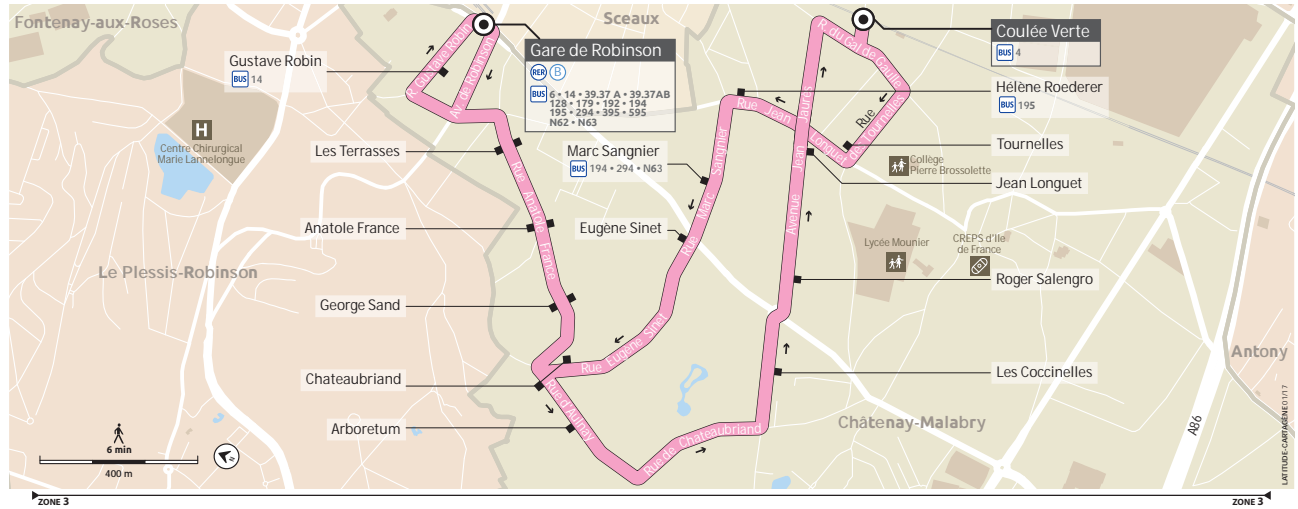 Fontenay-aux-Roses
Sceaux
Gare de Robinson
RER B
BUS 6 • 14 • 39.37 A • 39.37AB
128 • 179 • 192 • 194
195 • 294 • 395 • 595
N62 • N63
Coulée Verte
BUS 4
Gustave Robin
BUS 14
R. Gustave Robin
Av. de Robinson
R. du Gal de Gaulle
Hélène Roederer
BUS 195
H
Centre Chirurgical
Marie Lannelongue
Les Terrasses
Marc Sangnier
BUS 194 • 294 • N63
Rue Jean Longuet
Rue des Tournelles
Tournelles
Collège
Pierre Brossolette
Jean Longuet
Rue Anatole France
Rue Marc Sangnier
Avenue Jean Jaurès
Anatole France
Eugène Sinet
Lycée Mounier
CREPS d'Ile
de France
Le Plessis-Robinson
Roger Salengro
George Sand
Rue Eugène Sinet
Antony
Chateaubriand
Les Coccinelles
Rue d'Aulnay
Arboretum
Rue de Chateaubriand
Châtenay-Malabry
A86
6 min
400 m
N
LATITUDE-CARTAGÈNE 01/17
ZONE 3
ZONE 3